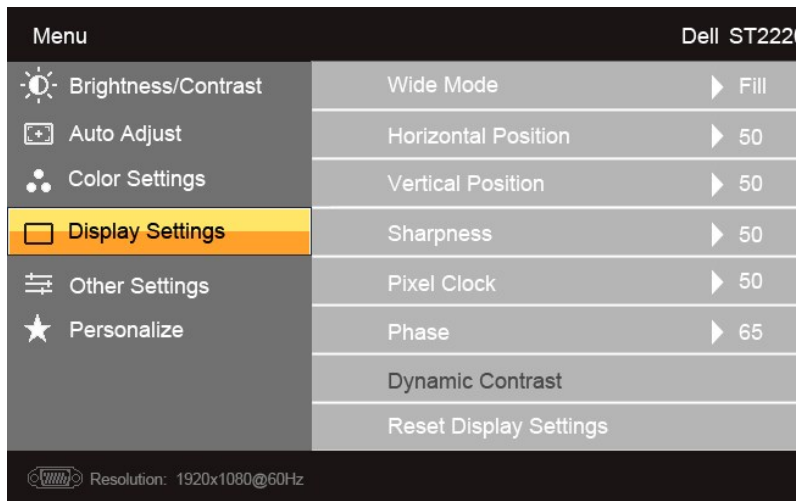 Menu
Dell ST2220
Brightness/Contrast
Auto Adjust
Color Settings
Display Settings
Other Settings
Personalize
Wide Mode Fill
Horizontal Position 50
Vertical Position 50
Sharpness 50
Pixel Clock 50
Phase 65
Dynamic Contrast
Reset Display Settings
Resolution: 1920x1080@60Hz